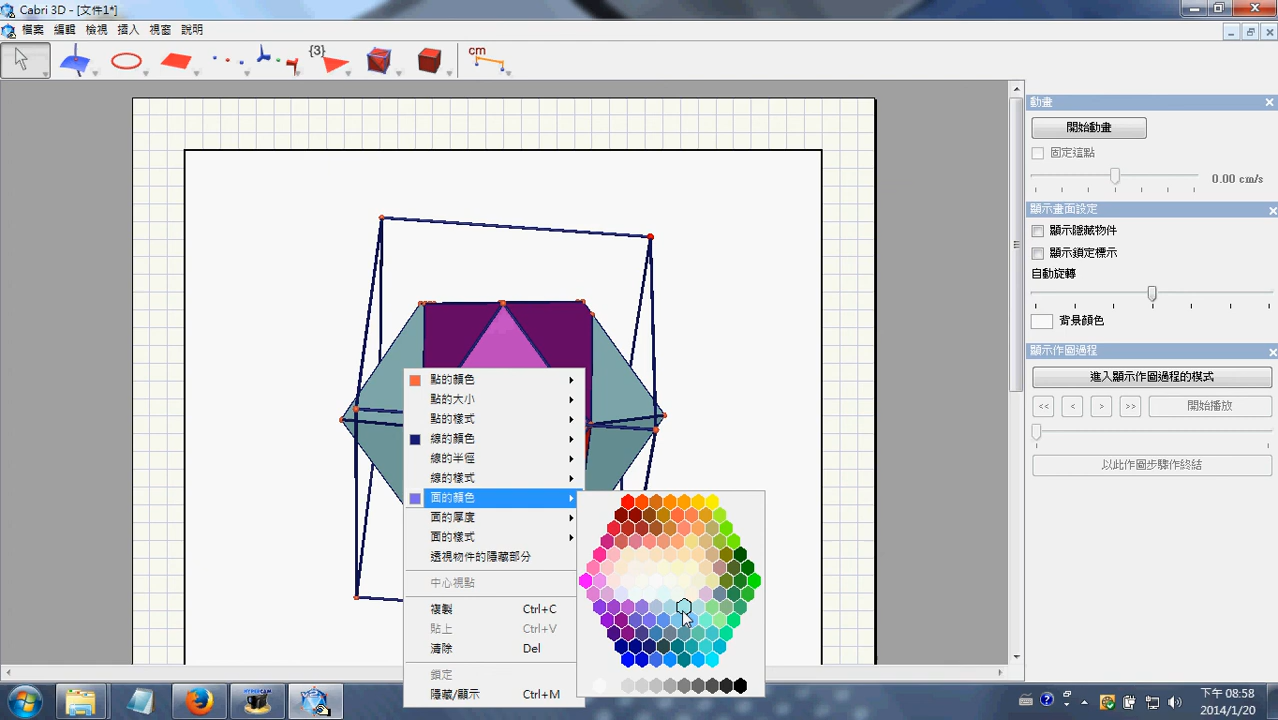 Cabri 3D - [文件1*]
檔案 編輯 檢視 插入 視窗 說明
{3}
cm
動畫
開始動畫
固定這點
0.00 cm/s
顯示畫面設定
顯示隱藏物件
顯示鎖定標示
自動旋轉
背景顏色
顯示作圖過程
進入顯示作圖過程的模式
<< < > >> 開始播放
以此作圖步驟作終結
點的顏色
點的大小
點的樣式
線的顏色
線的半徑
線的樣式
面的顏色
面的厚度
面的樣式
透視物件的隱藏部分
中心視點
複製 Ctrl+C
貼上 Ctrl+V
清除 Del
鎖定
隱藏/顯示 Ctrl+M
HYPERCAM
下午 08:58
2014/1/20